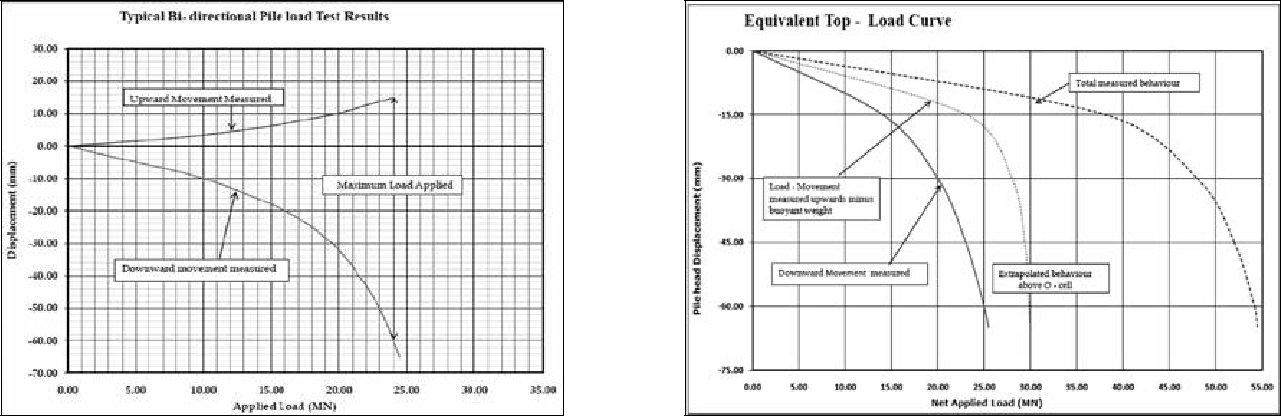 Typical Bi- directional Pile load Test Results
30.00
20.00
10.00
0.00
-10.00
-20.00
-30.00
-40.00
-50.00
-60.00
-70.00
Displacement (mm)
Upward Movement Measured
Maximum Load Applied
Downward movement measured
0.00 5.00 10.00 15.00 20.00 25.00 30.00 35.00
Applied Load (MN)
Equivalent Top - Load Curve
0.00
-15.00
-30.00
-45.00
-60.00
-75.00
Pile head Displacement (mm)
Total measured behaviour
Load - Movement
measured upwards minus
buoyant weight
Downward Movement measured
Extrapolated behaviour
above O - cell
0.00 5.00 10.00 15.00 20.00 25.00 30.00 35.00 40.00 45.00 50.00 55.00
Net Applied Load (MN)